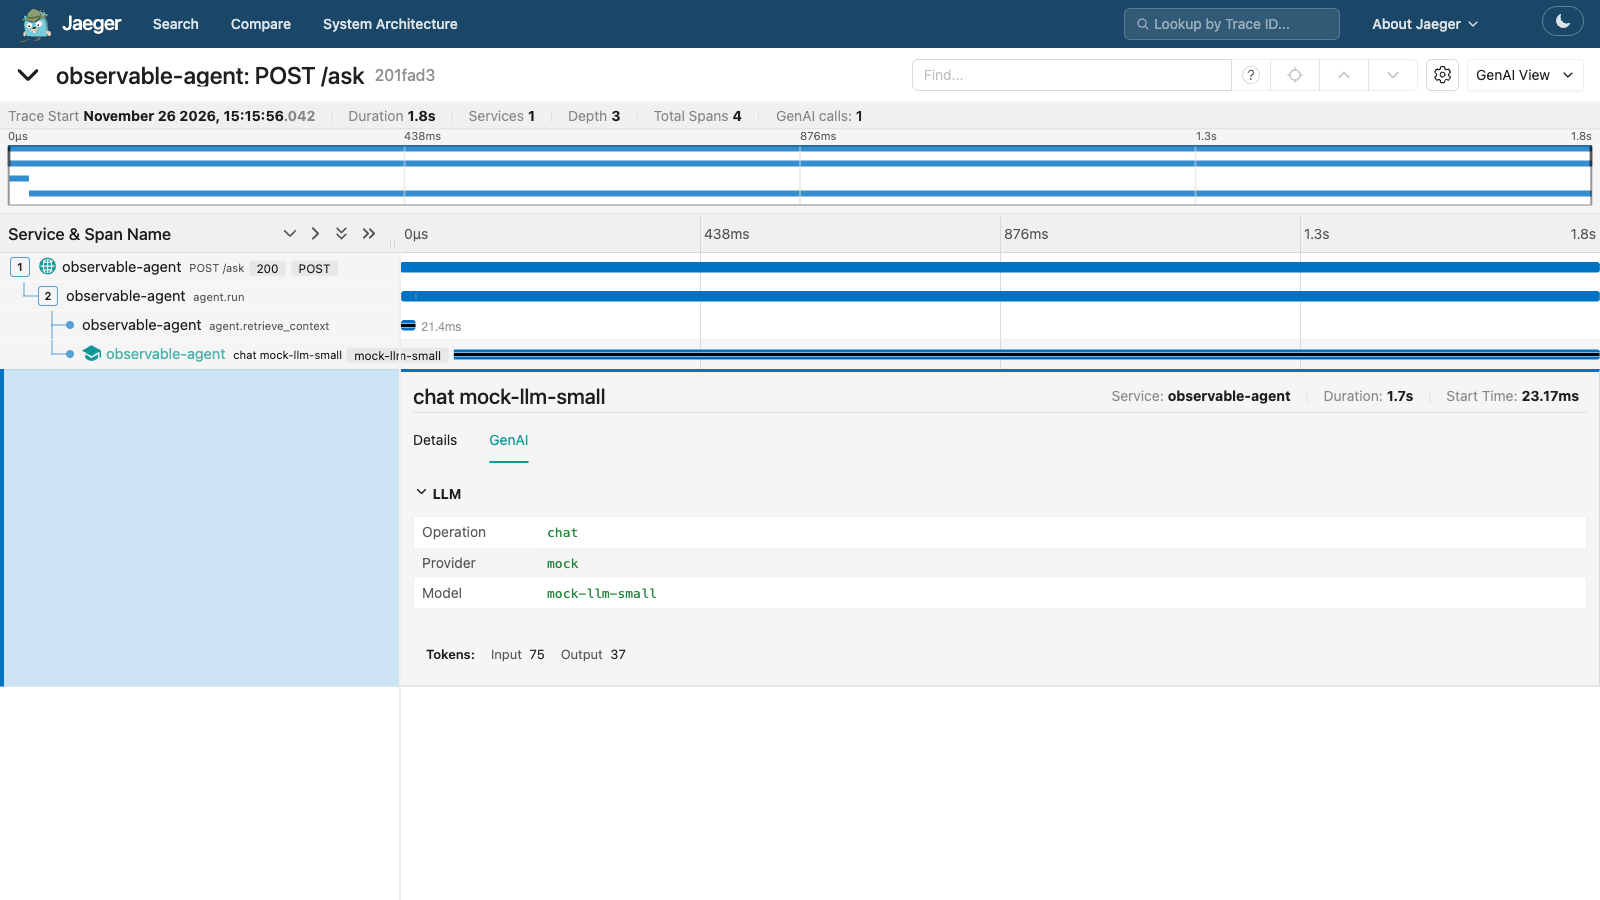 Jaeger Search Compare System Architecture Lookup by Trace ID... About Jaeger
observable-agent: POST /ask 201fad3 Find... ? GenAI View
Trace Start November 26 2026, 15:15:56.042 Duration 1.8s Services 1 Depth 3 Total Spans 4 GenAI calls: 1
0μs 438ms 876ms 1.3s 1.8s
Service & Span Name 0μs 438ms 876ms 1.3s 1.8s
1 observable-agent POST /ask 200 POST
2 observable-agent agent.run
observable-agent agent.retrieve_context 21.4ms
observable-agent chat mock-llm-small mock-llm-small
chat mock-llm-small Service: observable-agent Duration: 1.7s Start Time: 23.17ms
Details GenAI
LLM
Operation chat
Provider mock
Model mock-llm-small
Tokens: Input 75 Output 37